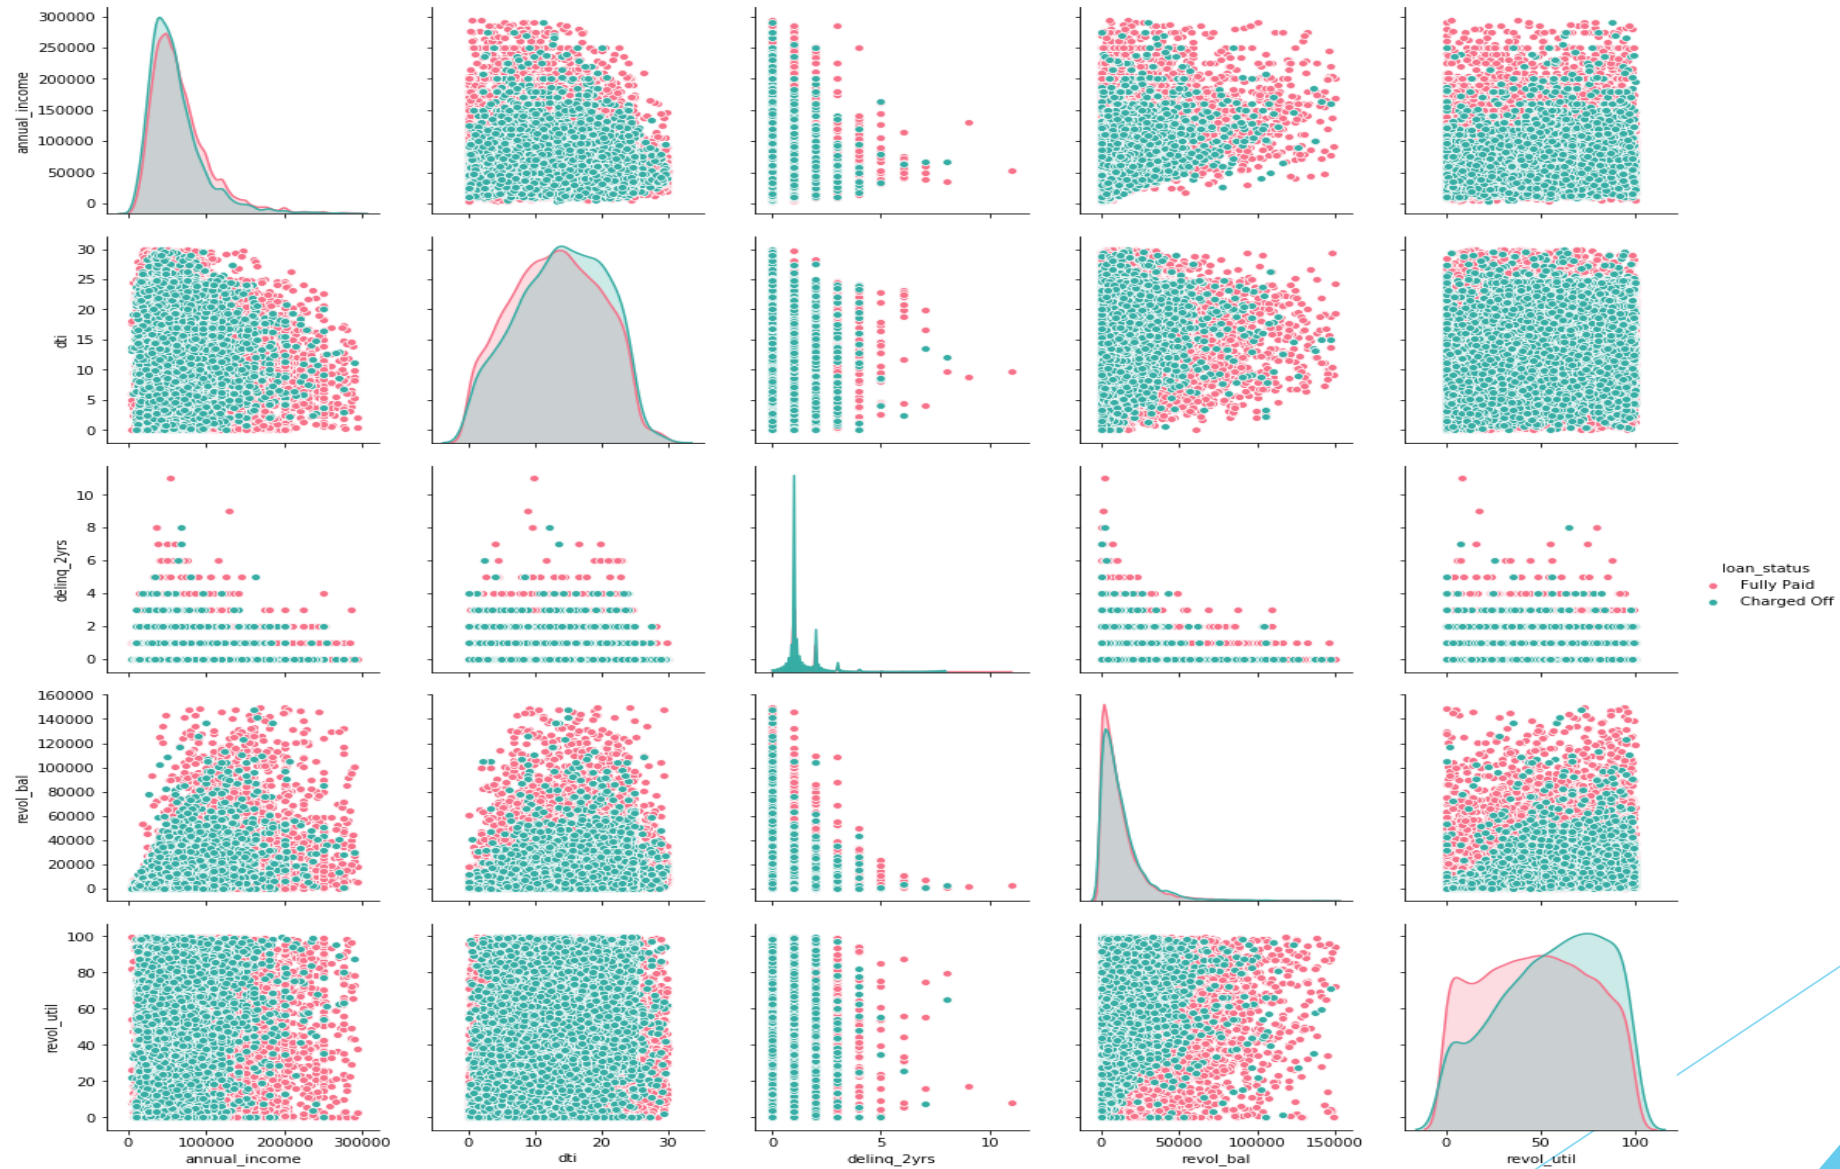 300000
250000
200000
150000
100000
50000
0
annual_income
30
25
20
15
10
5
0
dti
10
8
6
4
2
0
delinq_2yrs
loan_status
Fully Paid
Charged Off
160000
140000
120000
100000
80000
60000
40000
20000
0
revol_bal
100
80
60
40
20
0
revol_util
0 100000 200000 300000
0 10 20 30
0 5 10
0 50000 100000 150000
0 50 100
annual_income dti delinq_2yrs revol_bal revol_util